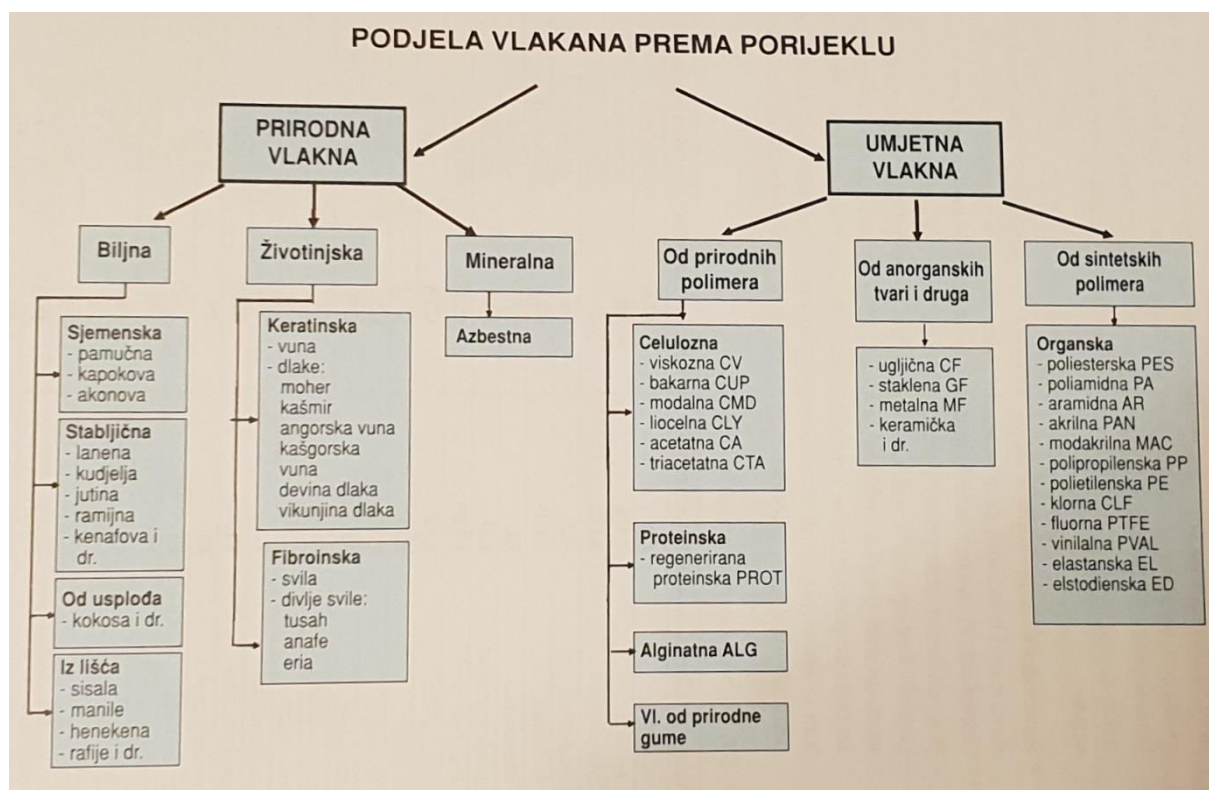 PODJELA VLAKANA PREMA PORIJEKLU
PRIRODNA
VLAKNA
Biljna
Sjemenska
- pamučna
- kapokova
- akonova
Stabljična
- lanena
- kudjelja
- jutina
- ramijna
- kenafova i
dr.
Od usplođa
- kokosa i dr.
Iz lišća
- sisala
- manile
- henekena
- rafije i dr.
Životinjska
Keratinska
- vuna
- dlake:
moher
kašmir
angorska vuna
kašgorska
vuna
devina dlaka
vikunjina dlaka
Fibroinska
- svila
- divlje svile:
tusah
anafe
eria
Mineralna
Azbestna
UMJETNA
VLAKNA
Od prirodnih
polimera
Celulozna
- viskozna CV
- bakarna CUP
- modalna CMD
- liocelna CLY
- acetatna CA
- triacetatna CTA
Proteinska
- regenerirana
proteinska PROT
Alginatna ALG
Vl. od prirodne
gume
Od anorganskih
tvari i druga
- ugljična CF
- staklena GF
- metalna MF
- keramička
i dr.
Od sintetskih
polimera
Organska
- poliesterska PES
- poliamidna PA
- aramidna AR
- akrilna PAN
- modakrilna MAC
- polipropilenska PP
- polietilenska PE
- klorna CLF
- fluorna PTFE
- vinilalna PVAL
- elastanska EL
- elstodienska ED